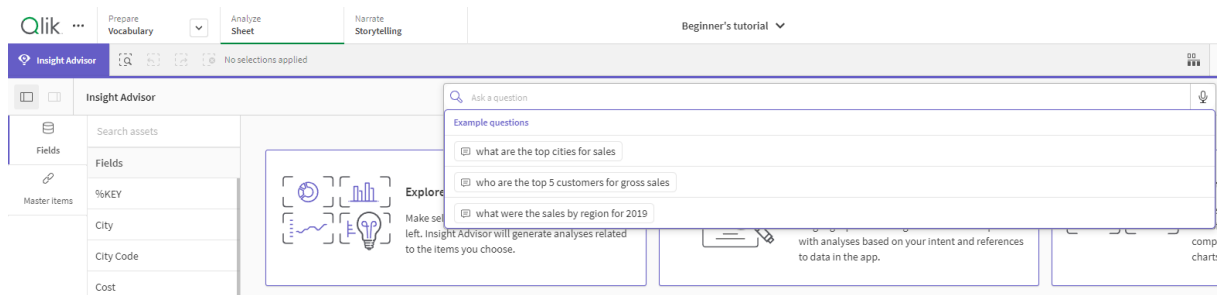 Qlik
Prepare
Vocabulary
Analyze
Sheet
Narrate
Storytelling
Beginner's tutorial
Insight Advisor
No selections applied
Insight Advisor
Ask a question
Example questions
what are the top cities for sales
who are the top 5 customers for gross sales
what were the sales by region for 2019
Fields
Master items
Search assets
Fields
%KEY
City
City Code
Cost
Explore
Make sel
left. Insight Advisor will generate analyses related
to the items you choose.
with analyses based on your intent and references
to data in the app.
comp
charts